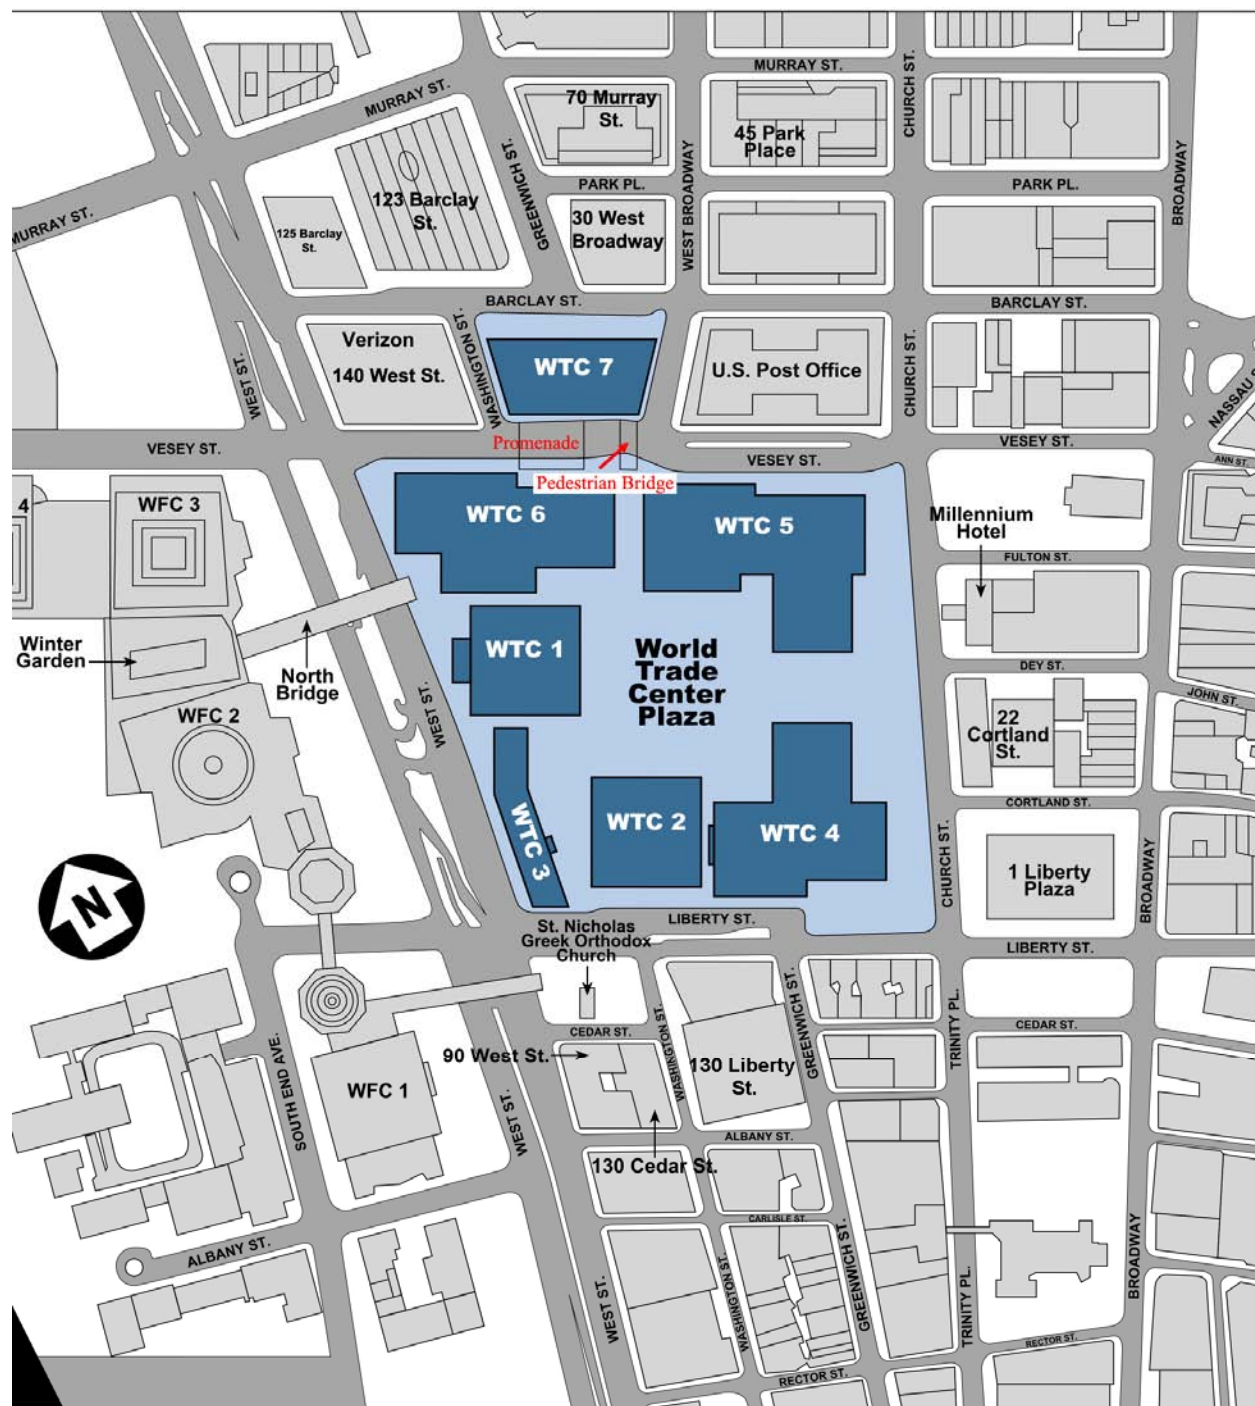 MURRAY ST.
MURRAY ST.
MURRAY ST.
70 Murray
St.
45 Park
Place
CHURCH ST.
GREENWICH ST.
WEST BROADWAY
BROADWAY
PARK PL.
PARK PL.
123 Barclay
St.
125 Barclay
St.
30 West
Broadway
BARCLAY ST.
BARCLAY ST.
WEST ST.
Verizon
140 West St.
WASHINGTON ST.
WTC 7
U.S. Post Office
CHURCH ST.
NASSAU
VESEY ST.
Promenade
VESEY ST.
VESEY ST.
ANN ST.
Pedestrian Bridge
4
WFC 3
WTC 6
WTC 5
Millennium
Hotel
FULTON ST.
Winter
Garden
North
Bridge
WTC 1
World
Trade
Center
Plaza
DEY ST.
JOHN ST.
WFC 2
WEST ST.
22
Cortland
St.
CORTLAND ST.
WTC 3
WTC 2
WTC 4
CHURCH ST.
1 Liberty
Plaza
BROADWAY
N
LIBERTY ST.
LIBERTY ST.
St. Nicholas
Greek Orthodox
Church
CEDAR ST.
CEDAR ST.
WASHINGTON ST.
GREENWICH ST.
TRINITY PL.
SOUTH END AVE.
90 West St.
130 Liberty
St.
WFC 1
WEST ST.
ALBANY ST.
130 Cedar St.
CARLISLE ST.
ALBANY ST.
WEST ST.
WASHINGTON ST.
GREENWICH ST.
TRINITY PL.
BROADWAY
RECTOR ST.
RECTOR ST.